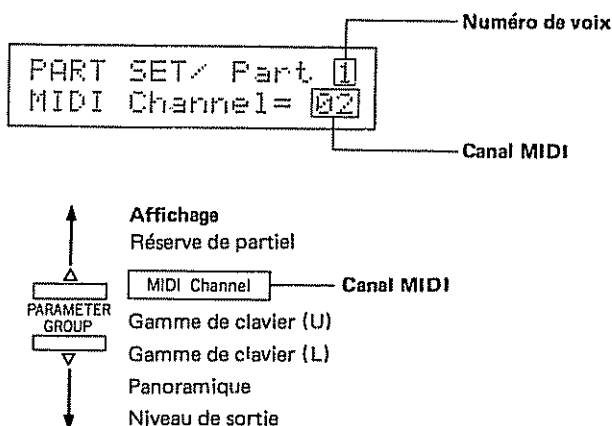 Numéro de voix
PART SET/ Part 1
MIDI Channel= 02
Canal MIDI
Affichage
Réserve de partiel
MIDI Channel
Canal MIDI
PARAMETER
GROUP
Gamme de clavier (U)
Gamme de clavier (L)
Panoramique
Niveau de sortie